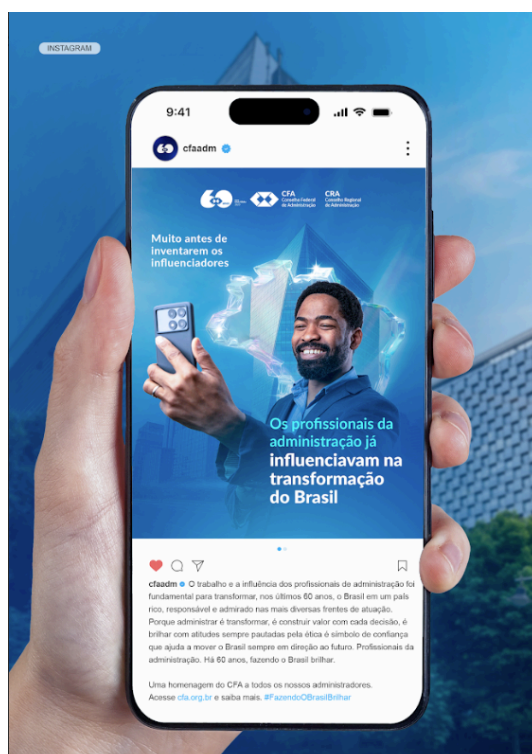 INSTAGRAM
9:41
cfaadm
60
CFA
Conselho Federal
de Administração
CRA
Conselho Regional
de Administração
Muito antes de
inventarem os
influenciadores
Os profissionais da
administração já
influenciavam na
transformação
do Brasil
cfaadm O trabalho e a influência dos profissionais de administração foi
fundamental para transformar, nos últimos 60 anos, o Brasil em um país
rico, responsável e admirado nas mais diversas frentes de atuação.
Porque administrar é transformar, é construir valor com cada decisão, é
brilhar com atitudes sempre pautadas pela ética é símbolo de confiança
que ajuda a mover o Brasil sempre em direção ao futuro. Profissionais da
administração. Há 60 anos, fazendo o Brasil brilhar.
Uma homenagem do CFA a todos os nossos administradores.
Acesse cfa.org.br e saiba mais. #FazendoOBrasilBrilhar